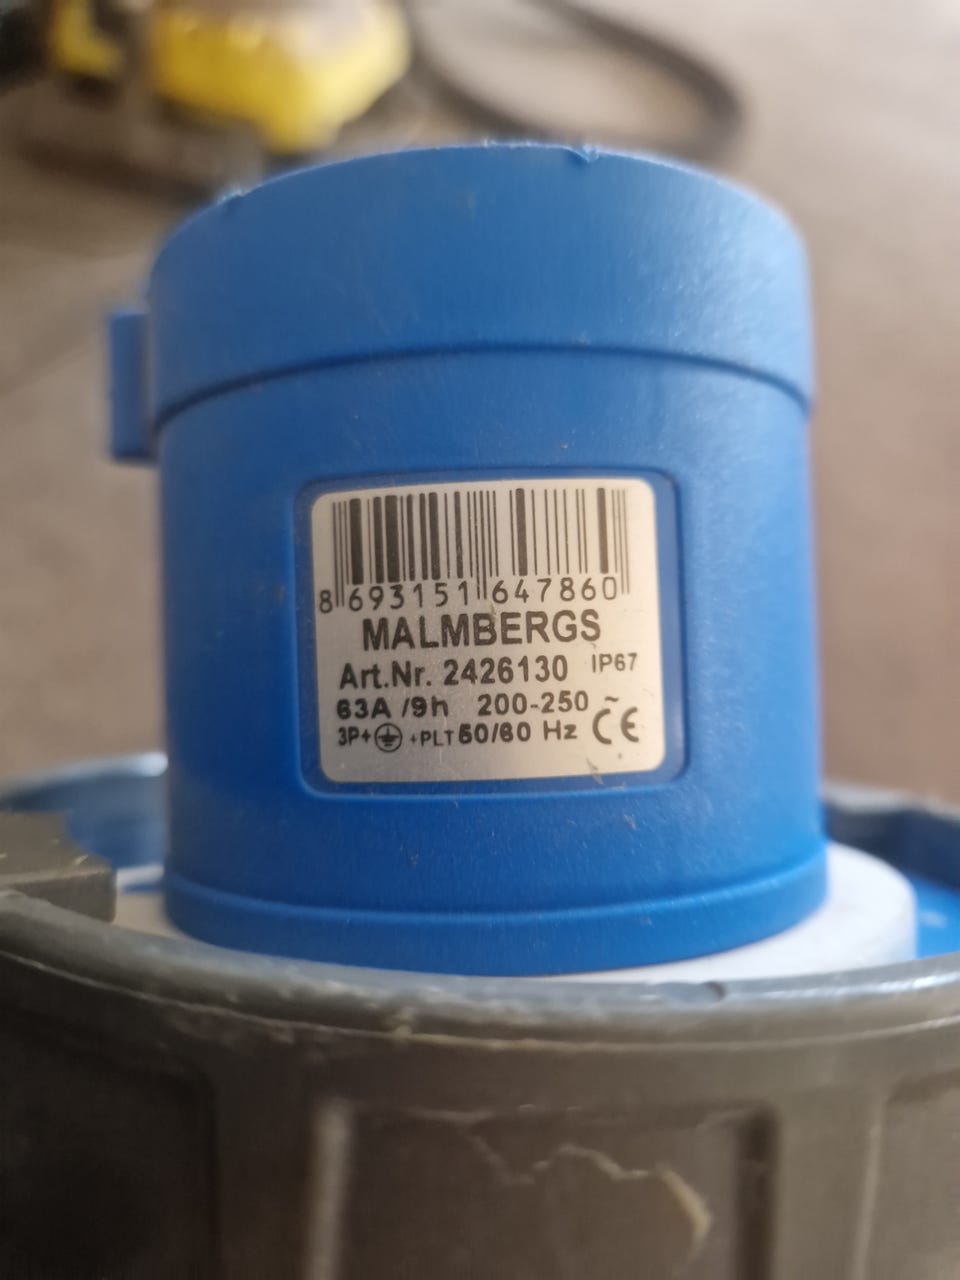 8 693151 647860
MALMBERGS
Art.Nr. 2426130 IP67
63A /9h 200-250 ~
3P+⏚ +PLT 50/60 Hz CE